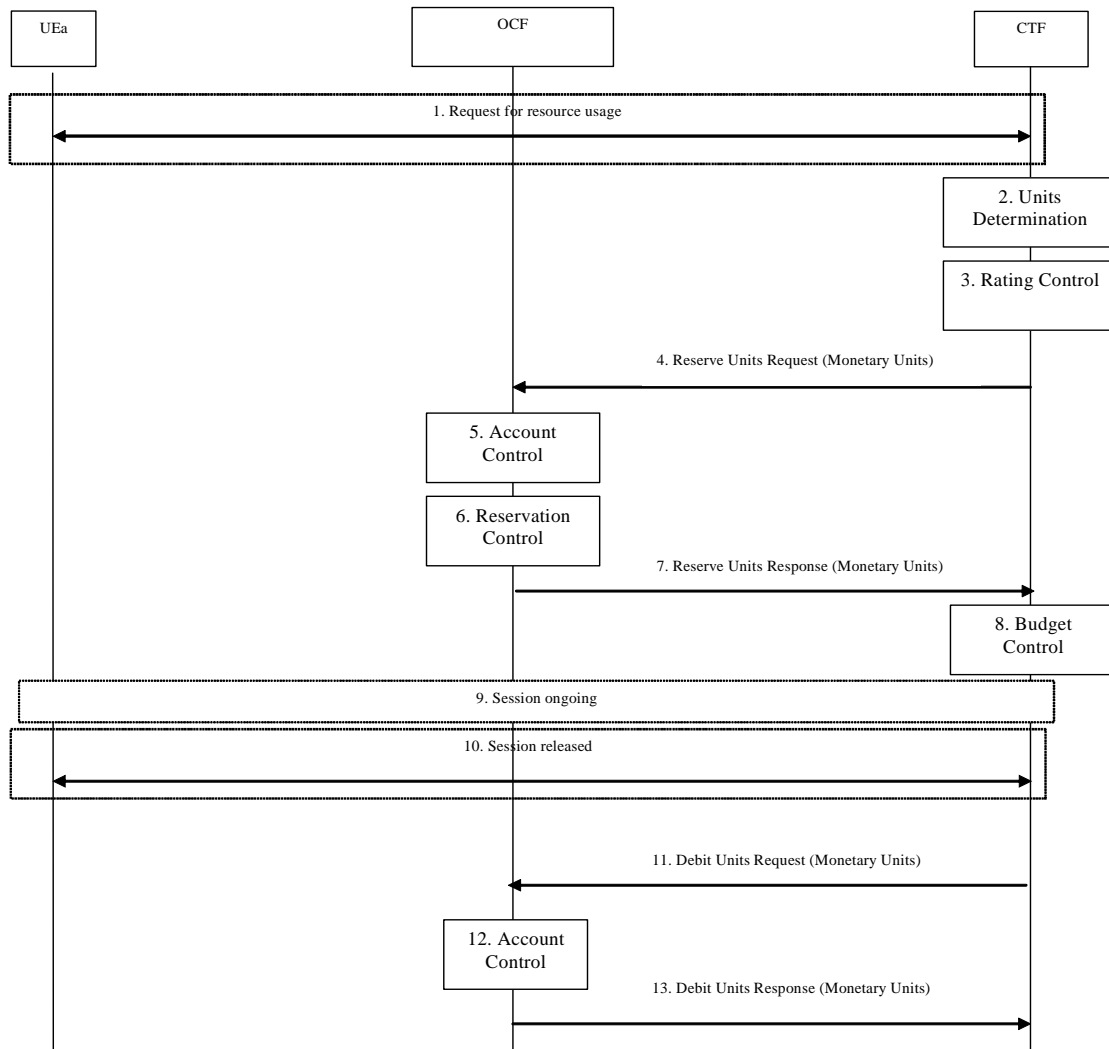 UEa
OCF
CTF
1. Request for resource usage
2. Units
Determination
3. Rating Control
4. Reserve Units Request (Monetary Units)
5. Account
Control
6. Reservation
Control
7. Reserve Units Response (Monetary Units)
8. Budget
Control
9. Session ongoing
10. Session released
11. Debit Units Request (Monetary Units)
12. Account
Control
13. Debit Units Response (Monetary Units)